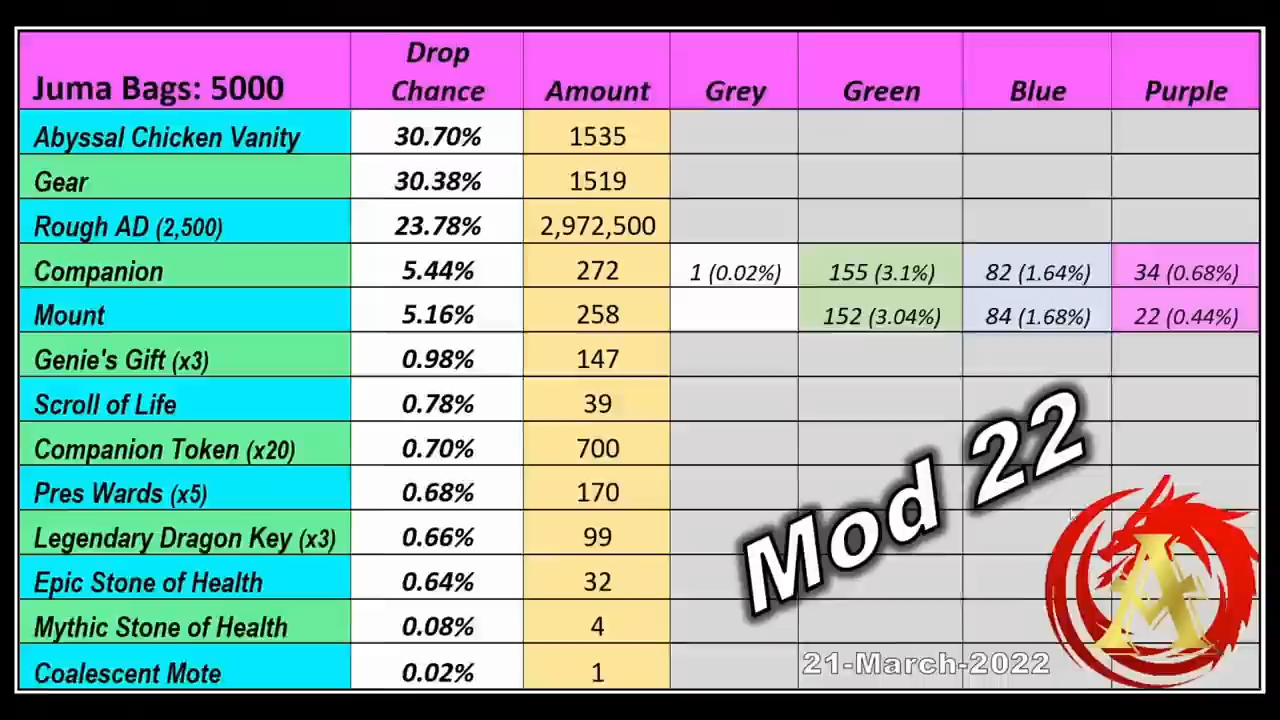 Drop
Juma Bags: 5000 Chance Amount Grey Green Blue Purple
Abyssal Chicken Vanity 30.70% 1535
Gear 30.38% 1519
Rough AD (2,500) 23.78% 2,972,500
Companion 5.44% 272 1 (0.02%) 155 (3.1%) 82 (1.64%) 34 (0.68%)
Mount 5.16% 258 152 (3.04%) 84 (1.68%) 22 (0.44%)
Genie's Gift (x3) 0.98% 147
Scroll of Life 0.78% 39
Companion Token (x20) 0.70% 700
Pres Wards (x5) 0.68% 170
Legendary Dragon Key (x3) 0.66% 99
Epic Stone of Health 0.64% 32
Mythic Stone of Health 0.08% 4
Coalescent Mote 0.02% 1
Mod 22
A
21-March-2022